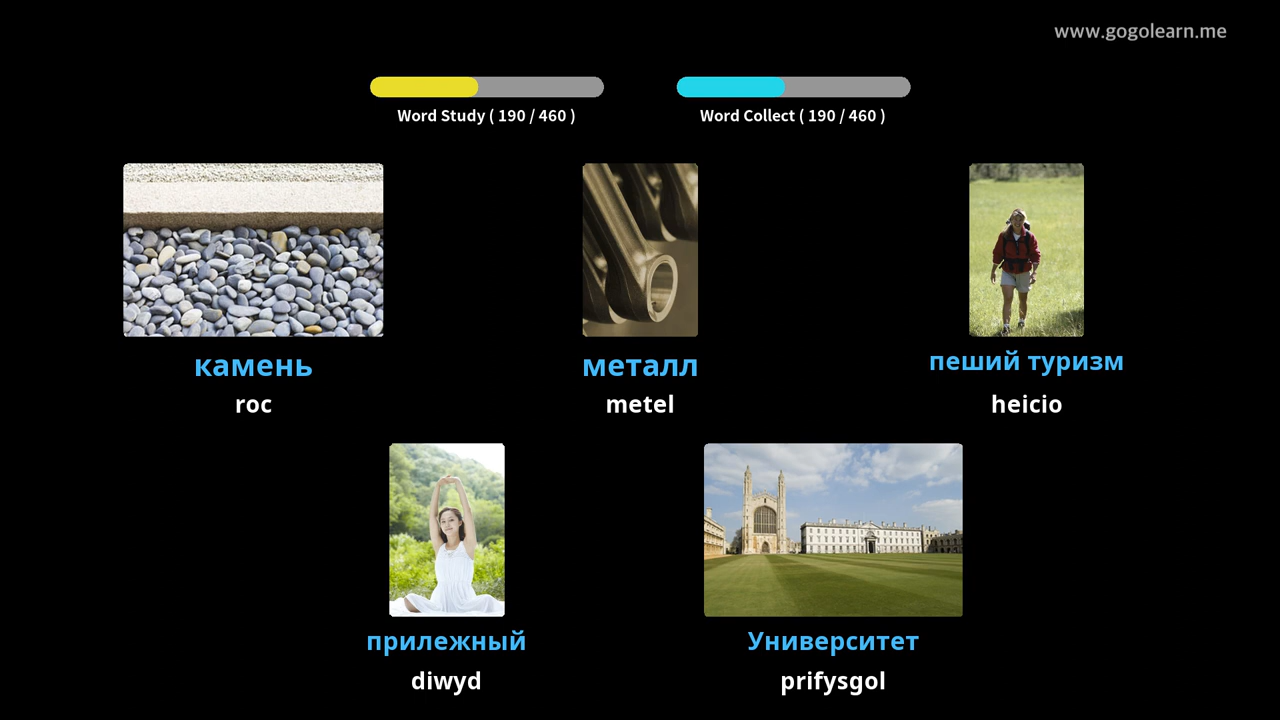 www.gogolearn.me
Word Study ( 190 / 460 )
Word Collect ( 190 / 460 )
камень
roc
металл
metel
пеший туризм
heicio
прилежный
diwyd
Университет
prifysgol